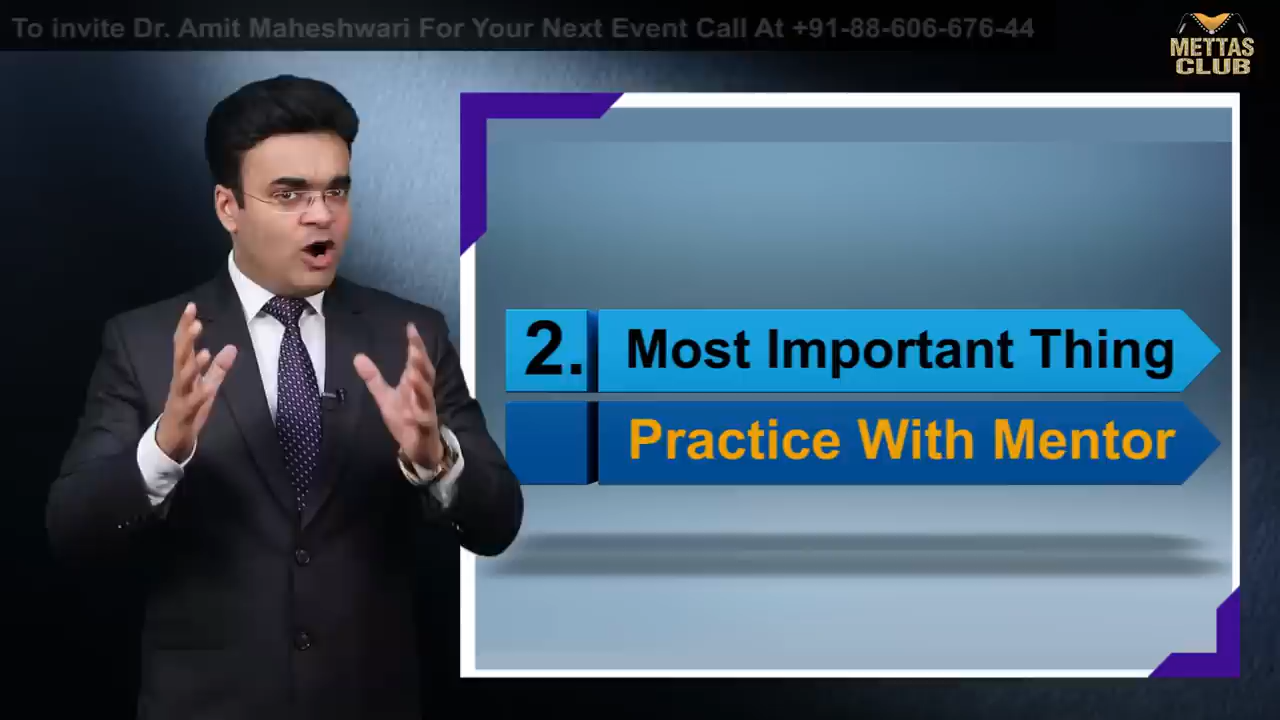 To invite Dr. Amit Maheshwari For Your Next Event Call At +91-88-606-676-44
METTAS
CLUB
2. Most Important Thing
Practice With Mentor